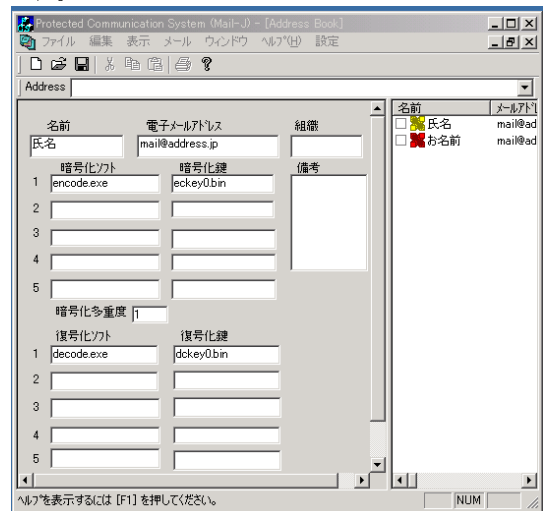 Protected Communication System (Mail-J) - [Address Book]
ファイル 編集 表示 メール ウィンドウ ヘルプ(H) 設定
Address
名前 電子メールアドレス 組織
氏名 mail@address.jp
暗号化ソフト 暗号化鍵 備考
1 encode.exe eckey0.bin
2
3
4
5
暗号化多重度 1
復号化ソフト 復号化鍵
1 decode.exe dckey0.bin
2
3
4
5
名前 メールアド
氏名 mail@ad
お名前 mail@ad
ヘルプを表示するには [F1] を押してください。 NUM